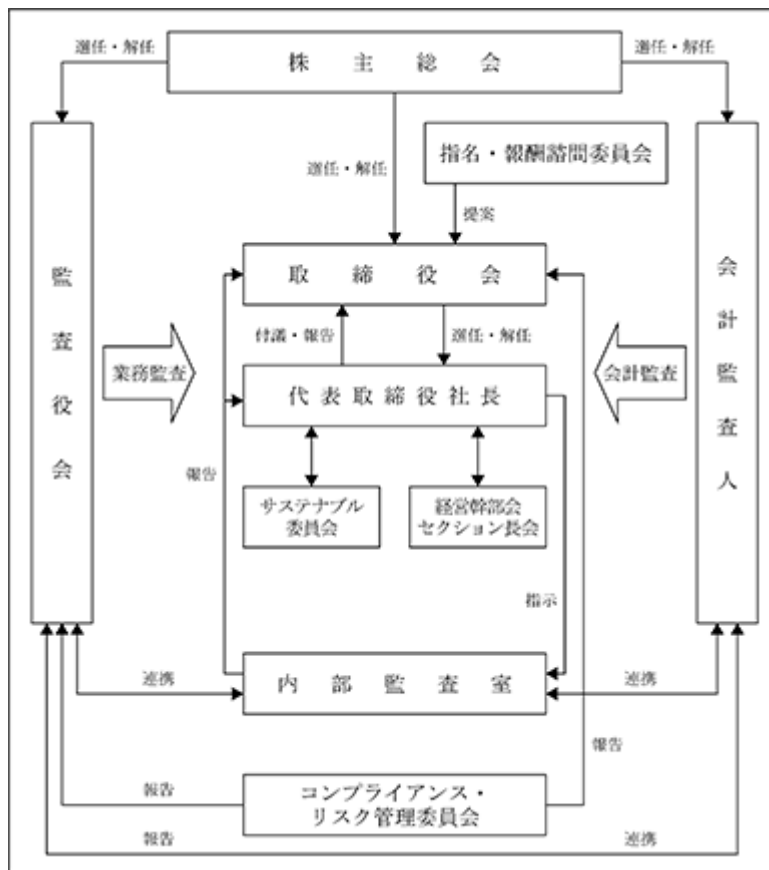 選任・解任
株主総会
選任・解任
指名・報酬諮問委員会
選任・解任
提案
監査役会
取締役会
会計監査人
付議・報告
選任・解任
業務監査
代表取締役社長
会計監査
報告
サステナブル
委員会
経営幹部会
セクション長会
指示
内部監査室
連携
連携
報告
コンプライアンス・
リスク管理委員会
報告
報告
連携